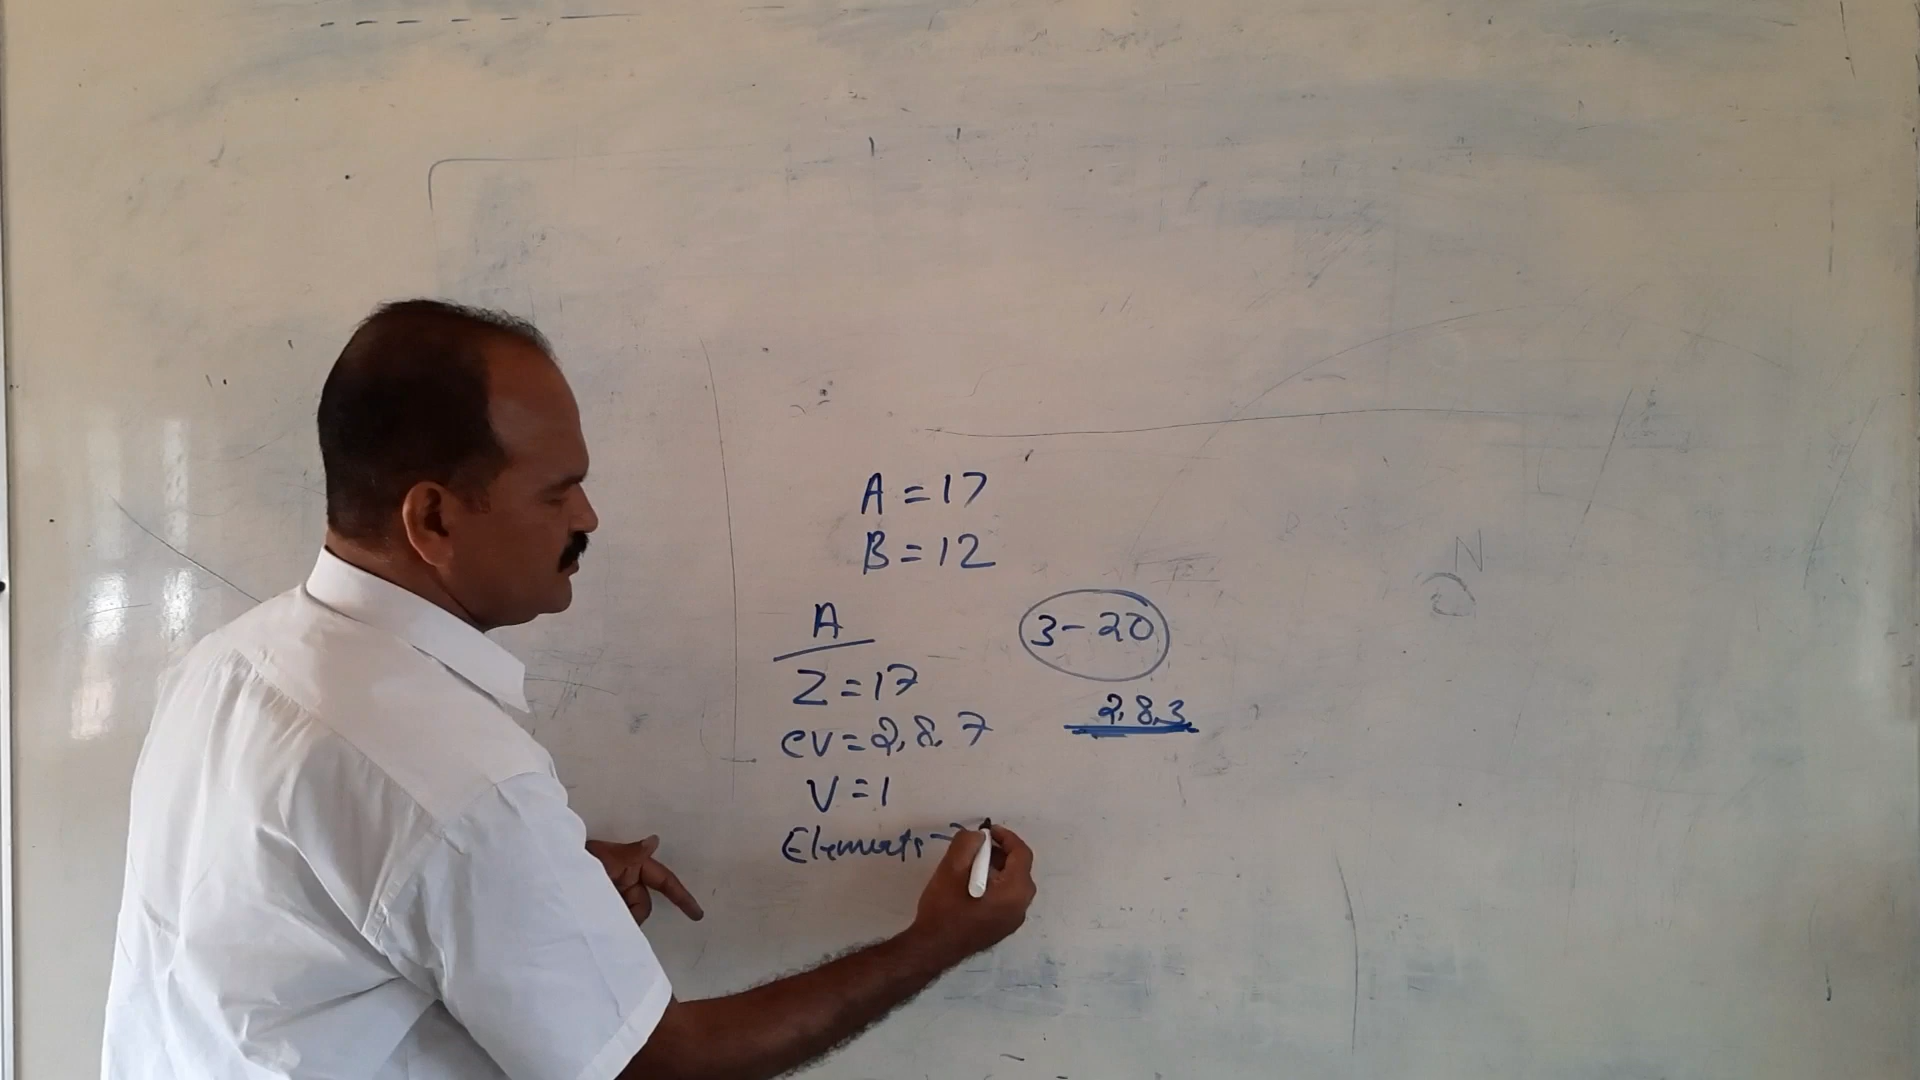 A = 17
B = 12
A
3 - 20
Z = 17
2, 8, 3
ev = 2, 8, 7
V = 1
Elements →
N